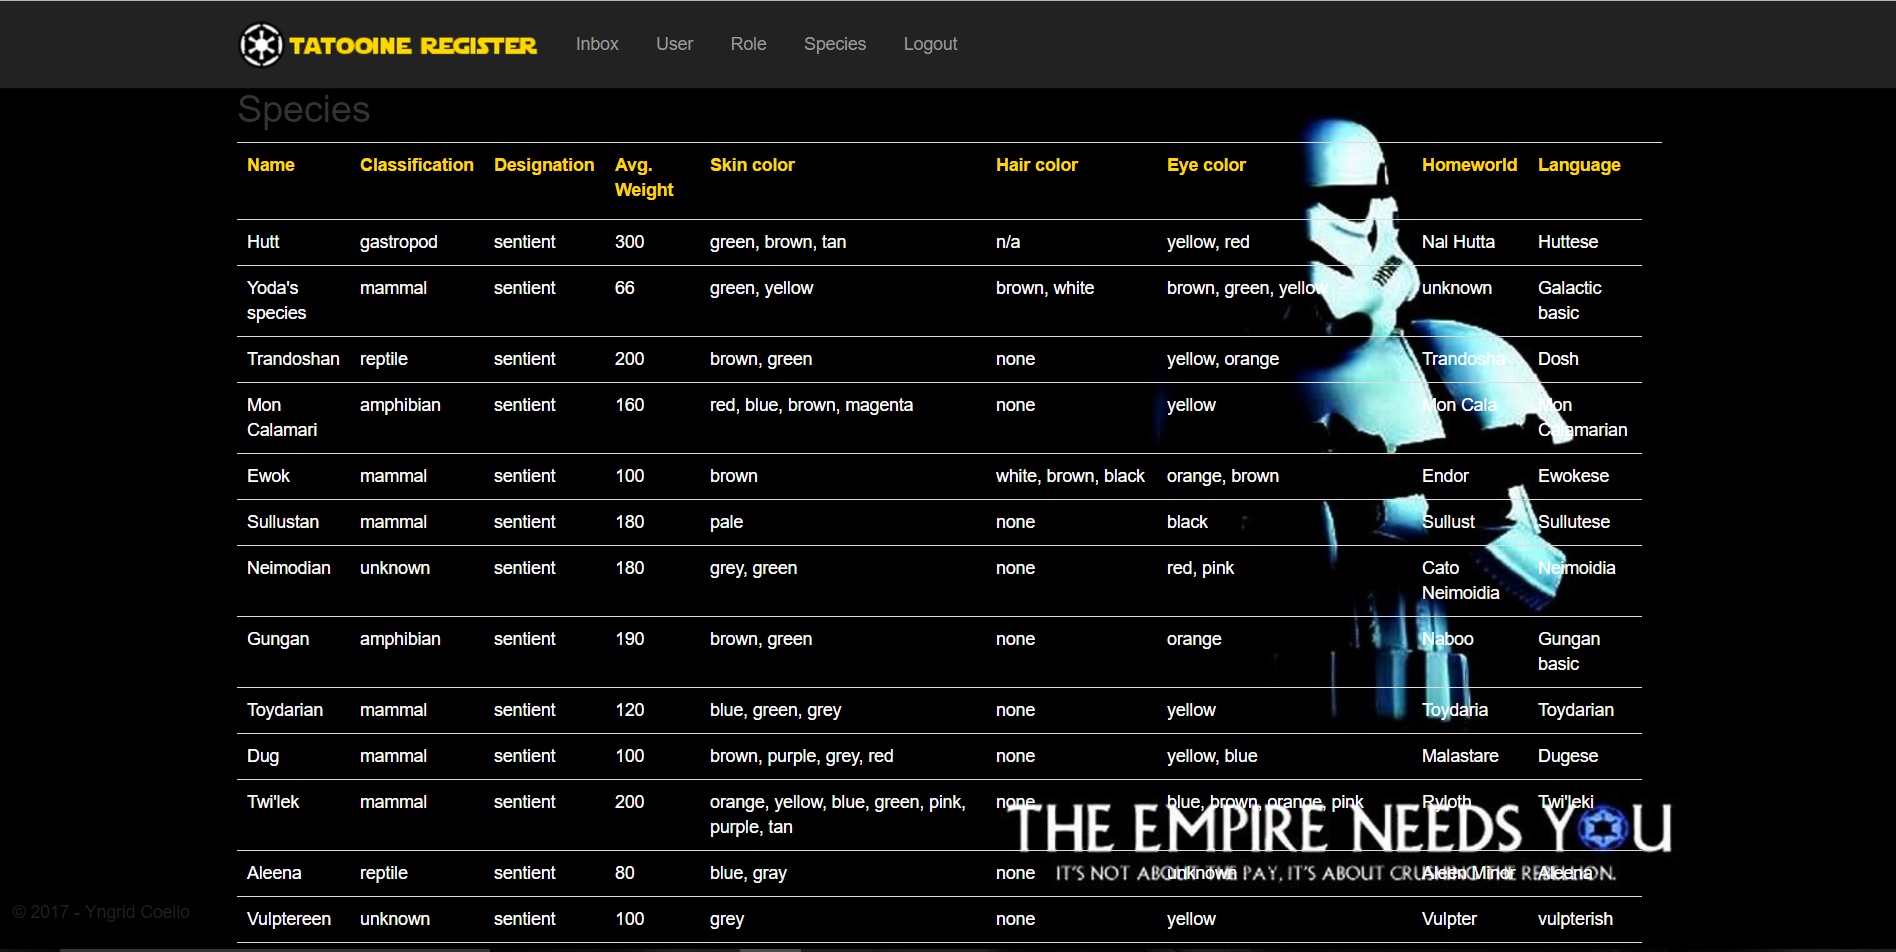 TATOOINE REGISTER Inbox User Role Species Logout
Species
Name Classification Designation Avg. Weight Skin color Hair color Eye color Homeworld Language
Hutt gastropod sentient 300 green, brown, tan n/a yellow, red Nal Hutta Huttese
Yoda's species mammal sentient 66 green, yellow brown, white brown, green, yellow unknown Galactic basic
Trandoshan reptile sentient 200 brown, green none yellow, orange Trandosha Dosh
Mon Calamari amphibian sentient 160 red, blue, brown, magenta none yellow Mon Cala Mon Calamarian
Ewok mammal sentient 100 brown white, brown, black orange, brown Endor Ewokese
Sullustan mammal sentient 180 pale none black Sullust Sullutese
Neimodian unknown sentient 180 grey, green none red, pink Cato Neimoidia Neimoidia
Gungan amphibian sentient 190 brown, green none orange Naboo Gungan basic
Toydarian mammal sentient 120 blue, green, grey none yellow Toydaria Toydarian
Dug mammal sentient 100 brown, purple, grey, red none yellow, blue Malastare Dugese
Twi'lek mammal sentient 200 orange, yellow, blue, green, pink, purple, tan none blue, brown, orange, pink Ryloth Twi'leki
THE EMPIRE NEEDS YOU
Aleena reptile sentient 80 blue, gray none unknown Aleen Minor Aleena
IT'S NOT ABOUT THE PAY, IT'S ABOUT CRUSHING THE REBELLION.
Vulptereen unknown sentient 100 grey none yellow Vulpter vulpterish
© 2017 - Yngrid Coello